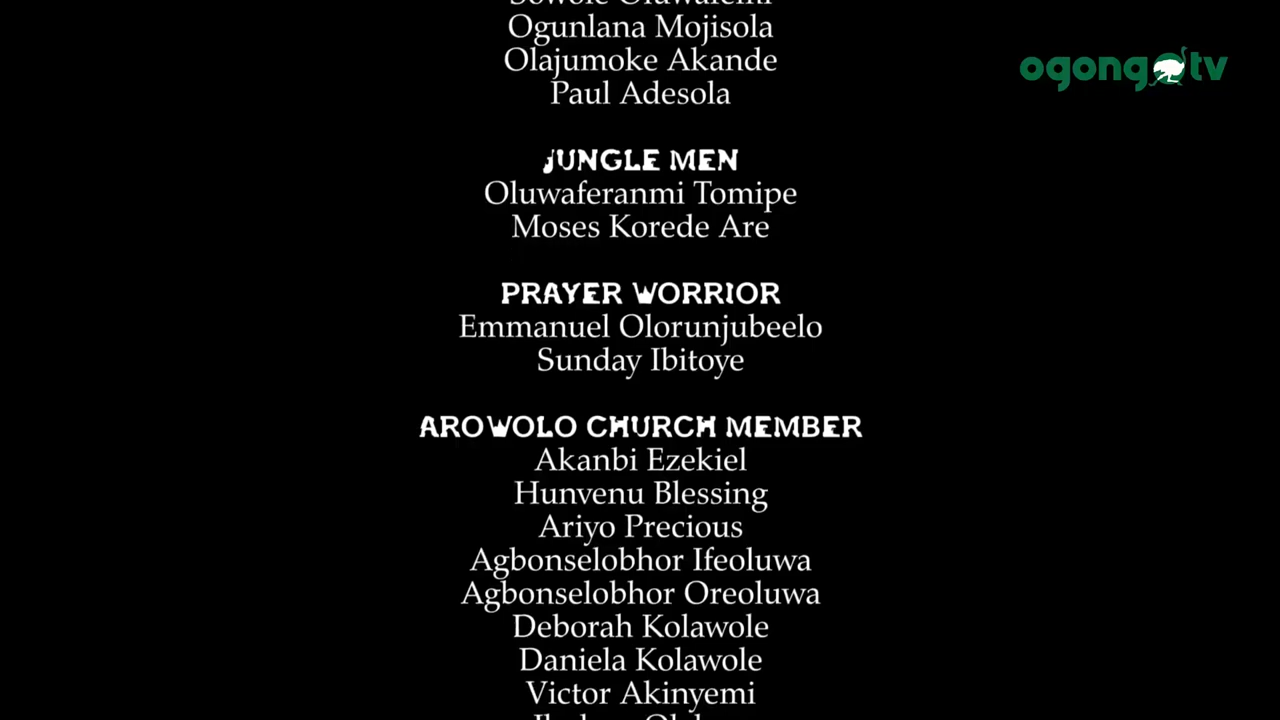 Ogunlana Mojisola
Olajumoke Akande
Paul Adesola
ogongotv
JUNGLE MEN
Oluwaferanmi Tomipe
Moses Korede Are
PRAYER WORRIOR
Emmanuel Olorunjubeelo
Sunday Ibitoye
AROWOLO CHURCH MEMBER
Akanbi Ezekiel
Hunvenu Blessing
Ariyo Precious
Agbonselobhor Ifeoluwa
Agbonselobhor Oreoluwa
Deborah Kolawole
Daniela Kolawole
Victor Akinyemi